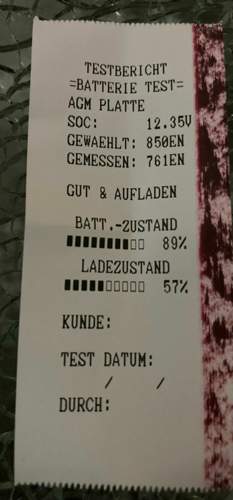 TESTBERICHT
=BATTERIE TEST=
AGM PLATTE
SOC: 12.35V
GEWAEHLT: 850EN
GEMESSEN: 761EN
GUT & AUFLADEN
BATT.-ZUSTAND
89%
LADEZUSTAND
57%
KUNDE:
TEST DATUM:
/ /
DURCH: